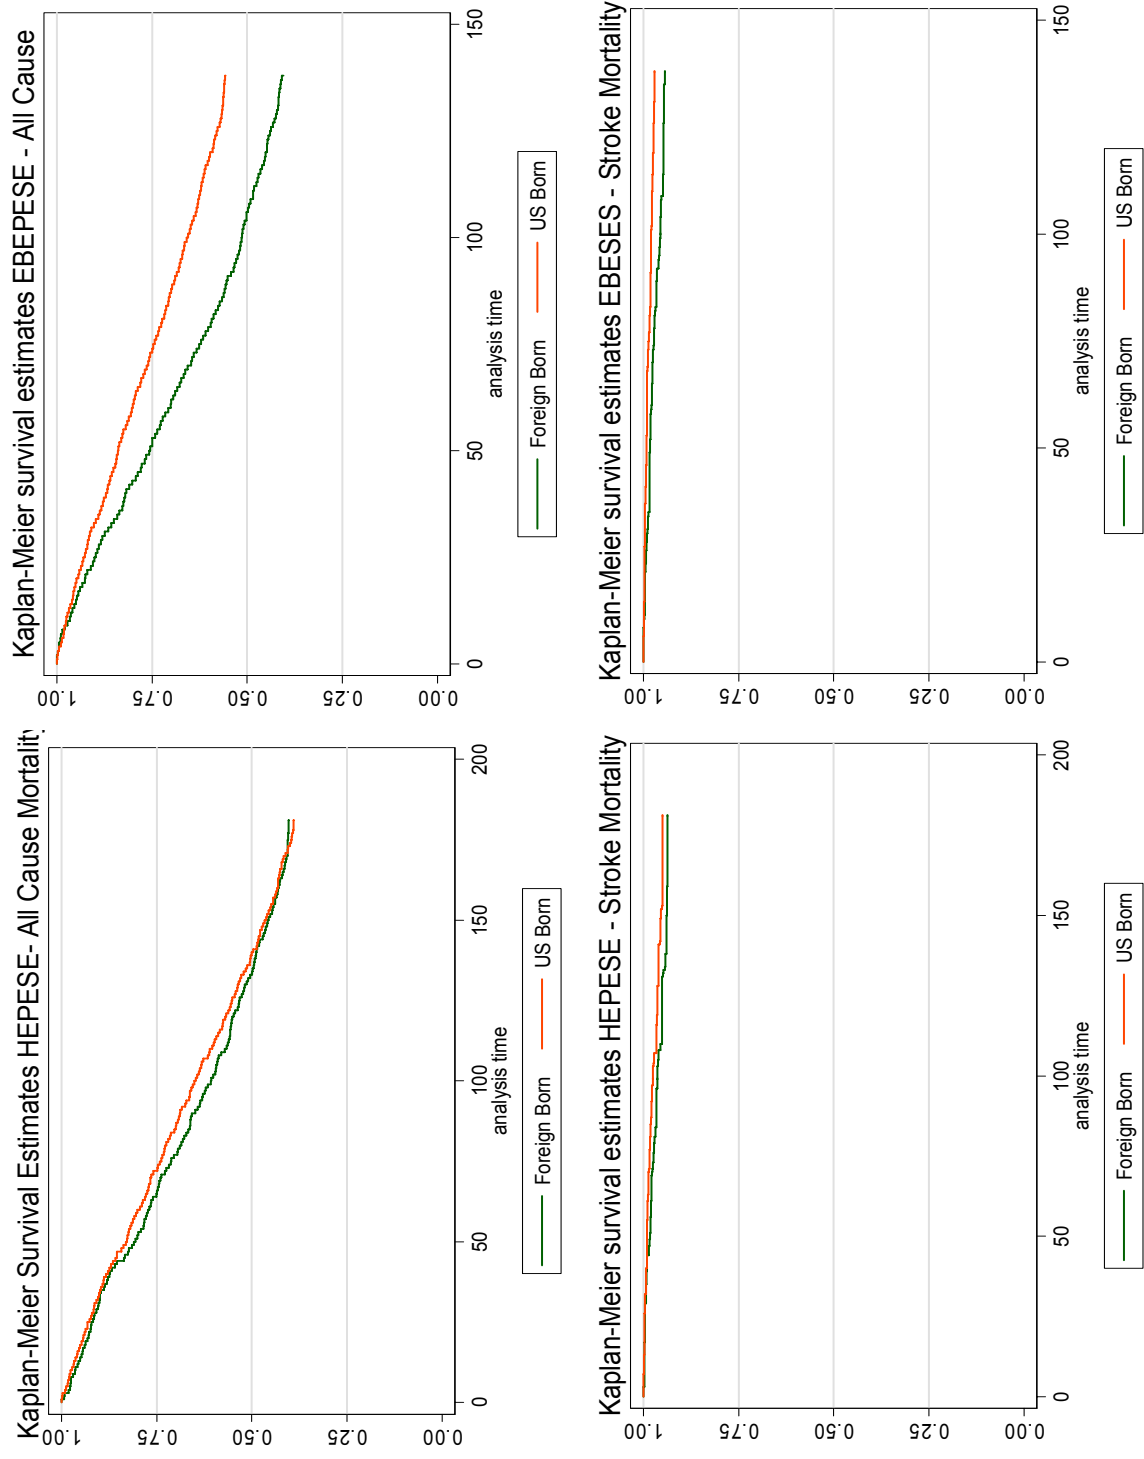 Kaplan-Meier Survival Estimates HEPESE- All Cause Mortality
1.00
0.75
0.50
0.25
0.00
0 50 100 150 200
analysis time
Foreign Born US Born
Kaplan-Meier survival estimates EBEPESE - All Cause
1.00
0.75
0.50
0.25
0.00
0 50 100 150
analysis time
Foreign Born US Born
Kaplan-Meier survival estimates HEPESE - Stroke Mortality
1.00
0.75
0.50
0.25
0.00
0 50 100 150 200
analysis time
Foreign Born US Born
Kaplan-Meier survival estimates EBESES - Stroke Mortality
1.00
0.75
0.50
0.25
0.00
0 50 100 150
analysis time
Foreign Born US Born